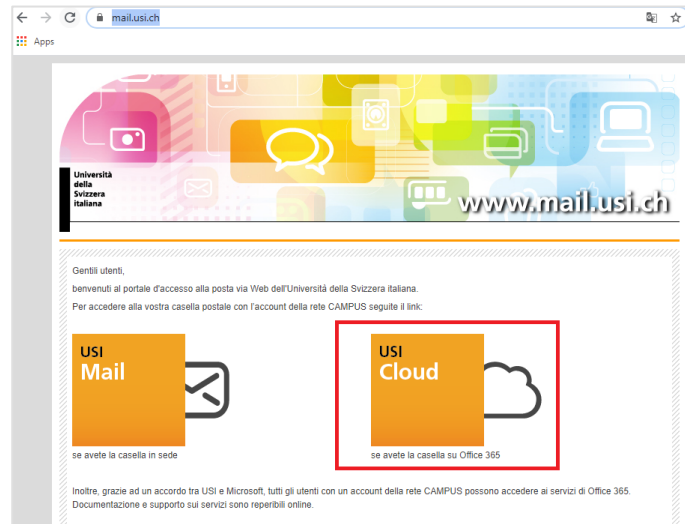 mail.usi.ch
Apps
Università
della
Svizzera
italiana
www.mail.usi.ch
Gentili utenti,
benvenuti al portale d'accesso alla posta via Web dell'Università della Svizzera italiana.
Per accedere alla vostra casella postale con l'account della rete CAMPUS seguite il link:
USI
Mail
USI
Cloud
se avete la casella in sede
se avete la casella su Office 365
Inoltre, grazie ad un accordo tra USI e Microsoft, tutti gli utenti con un account della rete CAMPUS possono accedere ai servizi di Office 365.
Documentazione e supporto sui servizi sono reperibili online.